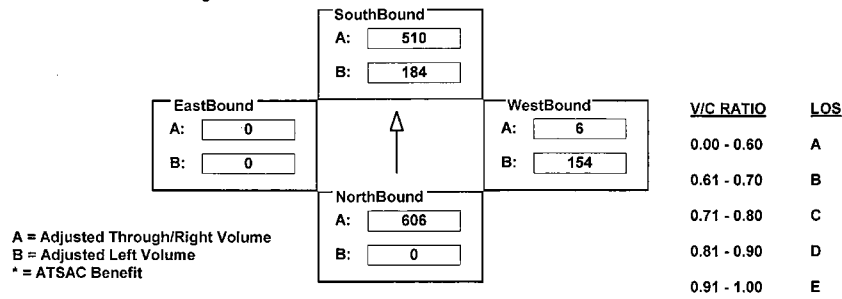 SouthBound
A: 510
B: 184
EastBound
A: 0
B: 0
WestBound
A: 6
B: 154
NorthBound
A: 606
B: 0
A = Adjusted Through/Right Volume
B = Adjusted Left Volume
* = ATSAC Benefit
V/C RATIO LOS
0.00 - 0.60 A
0.61 - 0.70 B
0.71 - 0.80 C
0.81 - 0.90 D
0.91 - 1.00 E